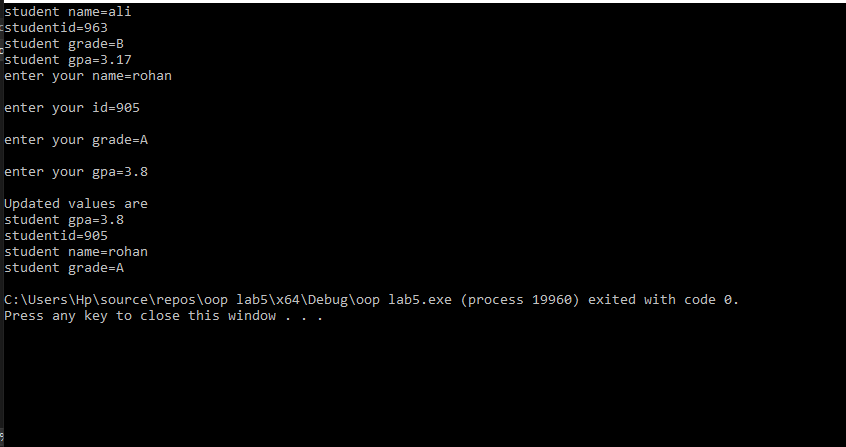 student name=ali
studentid=963
student grade=B
student gpa=3.17
enter your name=rohan
enter your id=905
enter your grade=A
enter your gpa=3.8
Updated values are
student gpa=3.8
studentid=905
student name=rohan
student grade=A
C:\Users\Hp\source\repos\oop lab5\x64\Debug\oop lab5.exe (process 19960) exited with code 0.
Press any key to close this window . . .